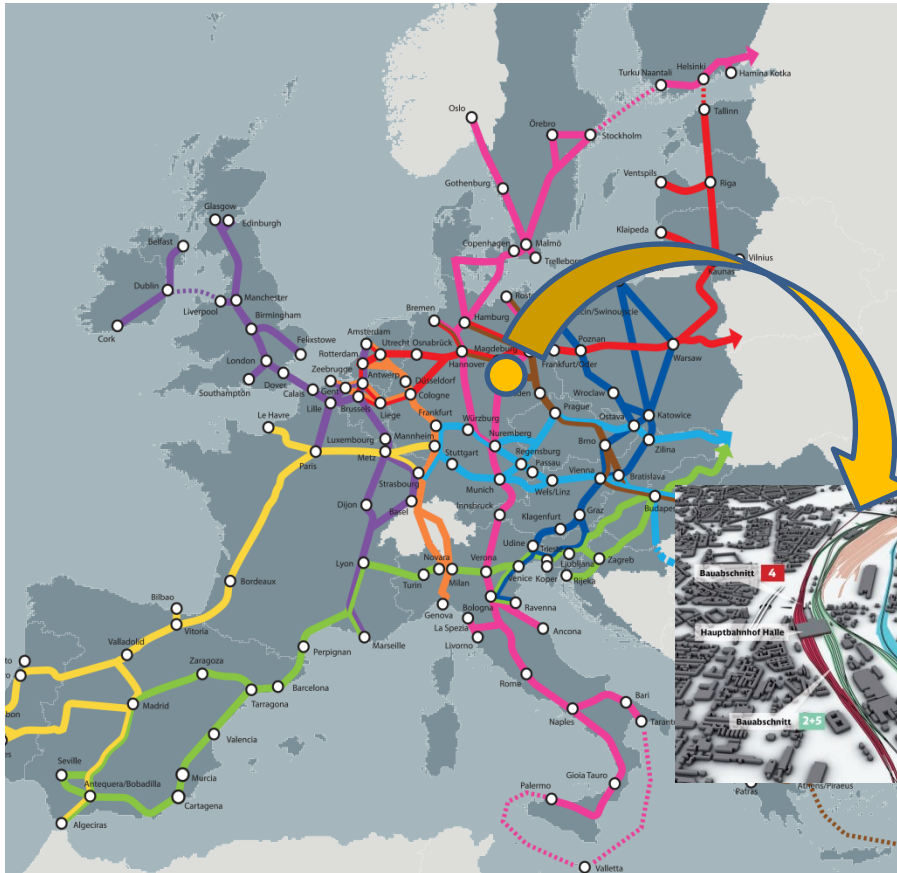 Helsinki
Turku Naantali
Hamina Kotka
Oslo
Tallinn
Örebro
Stockholm
Ventspils
Riga
Gothenburg
Glasgow
Edinburgh
Klaipeda
Belfast
Copenhagen
Malmö
Trelleborg
Vilnius
Kaunas
Dublin
Manchester
Liverpool
Bremen
Hamburg
Birmingham
Cork
Felixstowe
Amsterdam
Utrecht
Osnabrück
Magdeburg
Poznan
Rotterdam
Hannover
Frankfurt/Oder
Warsaw
London
Zeebrugge
Antwerp
Southampton
Dover
Calais
Gent
Düsseldorf
Cologne
Wroclaw
Lille
Brussels
Liege
Prague
Katowice
Le Havre
Frankfurt
Würzburg
Ostava
Luxembourg
Mannheim
Nuremberg
Brno
Zilina
Paris
Metz
Stuttgart
Regensburg
Passau
Strasbourg
Munich
Wels/Linz
Vienna
Bratislava
Dijon
Basel
Innsbruck
Klagenfurt
Graz
Budapest
Udine
Trieste
Lyon
Novara
Verona
Ljubljana
Zagreb
Turin
Milan
Venice
Koper
Rijeka
Bordeaux
Genova
Bologna
Ravenna
Bilbao
Vitoria
La Spezia
Livorno
Ancona
Marseille
Valladolid
Perpignan
Zaragoza
Rome
Barcelona
Tarragona
Madrid
Bari
Naples
Valencia
Seville
Gioia Tauro
Murcia
Palermo
Antequera/Bobadilla
Cartagena
Algeciras
Valletta
Patras
Athens/Piraeus
Bauabschnitt 4
Hauptbahnhof Halle
Bauabschnitt 2+5